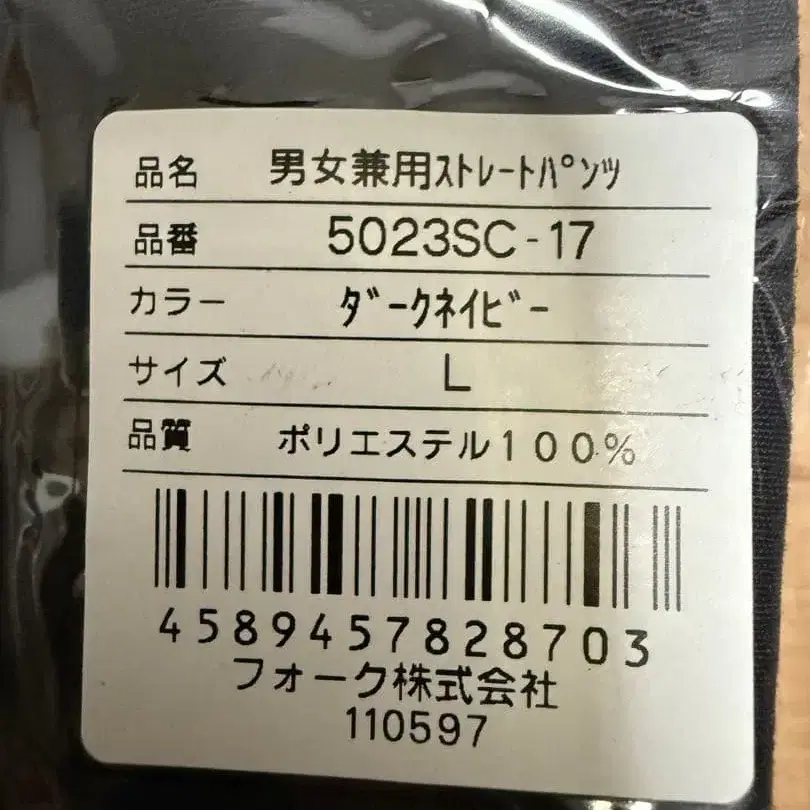 品名 男女兼用ｽﾄﾚｰﾄﾊﾟﾝﾂ
品番 5023SC-17
カラー ﾀﾞｰｸﾈｲﾋﾞｰ
サイズ L
品質 ポリエステル１００%
4589457828703
フォーク株式会社
110597